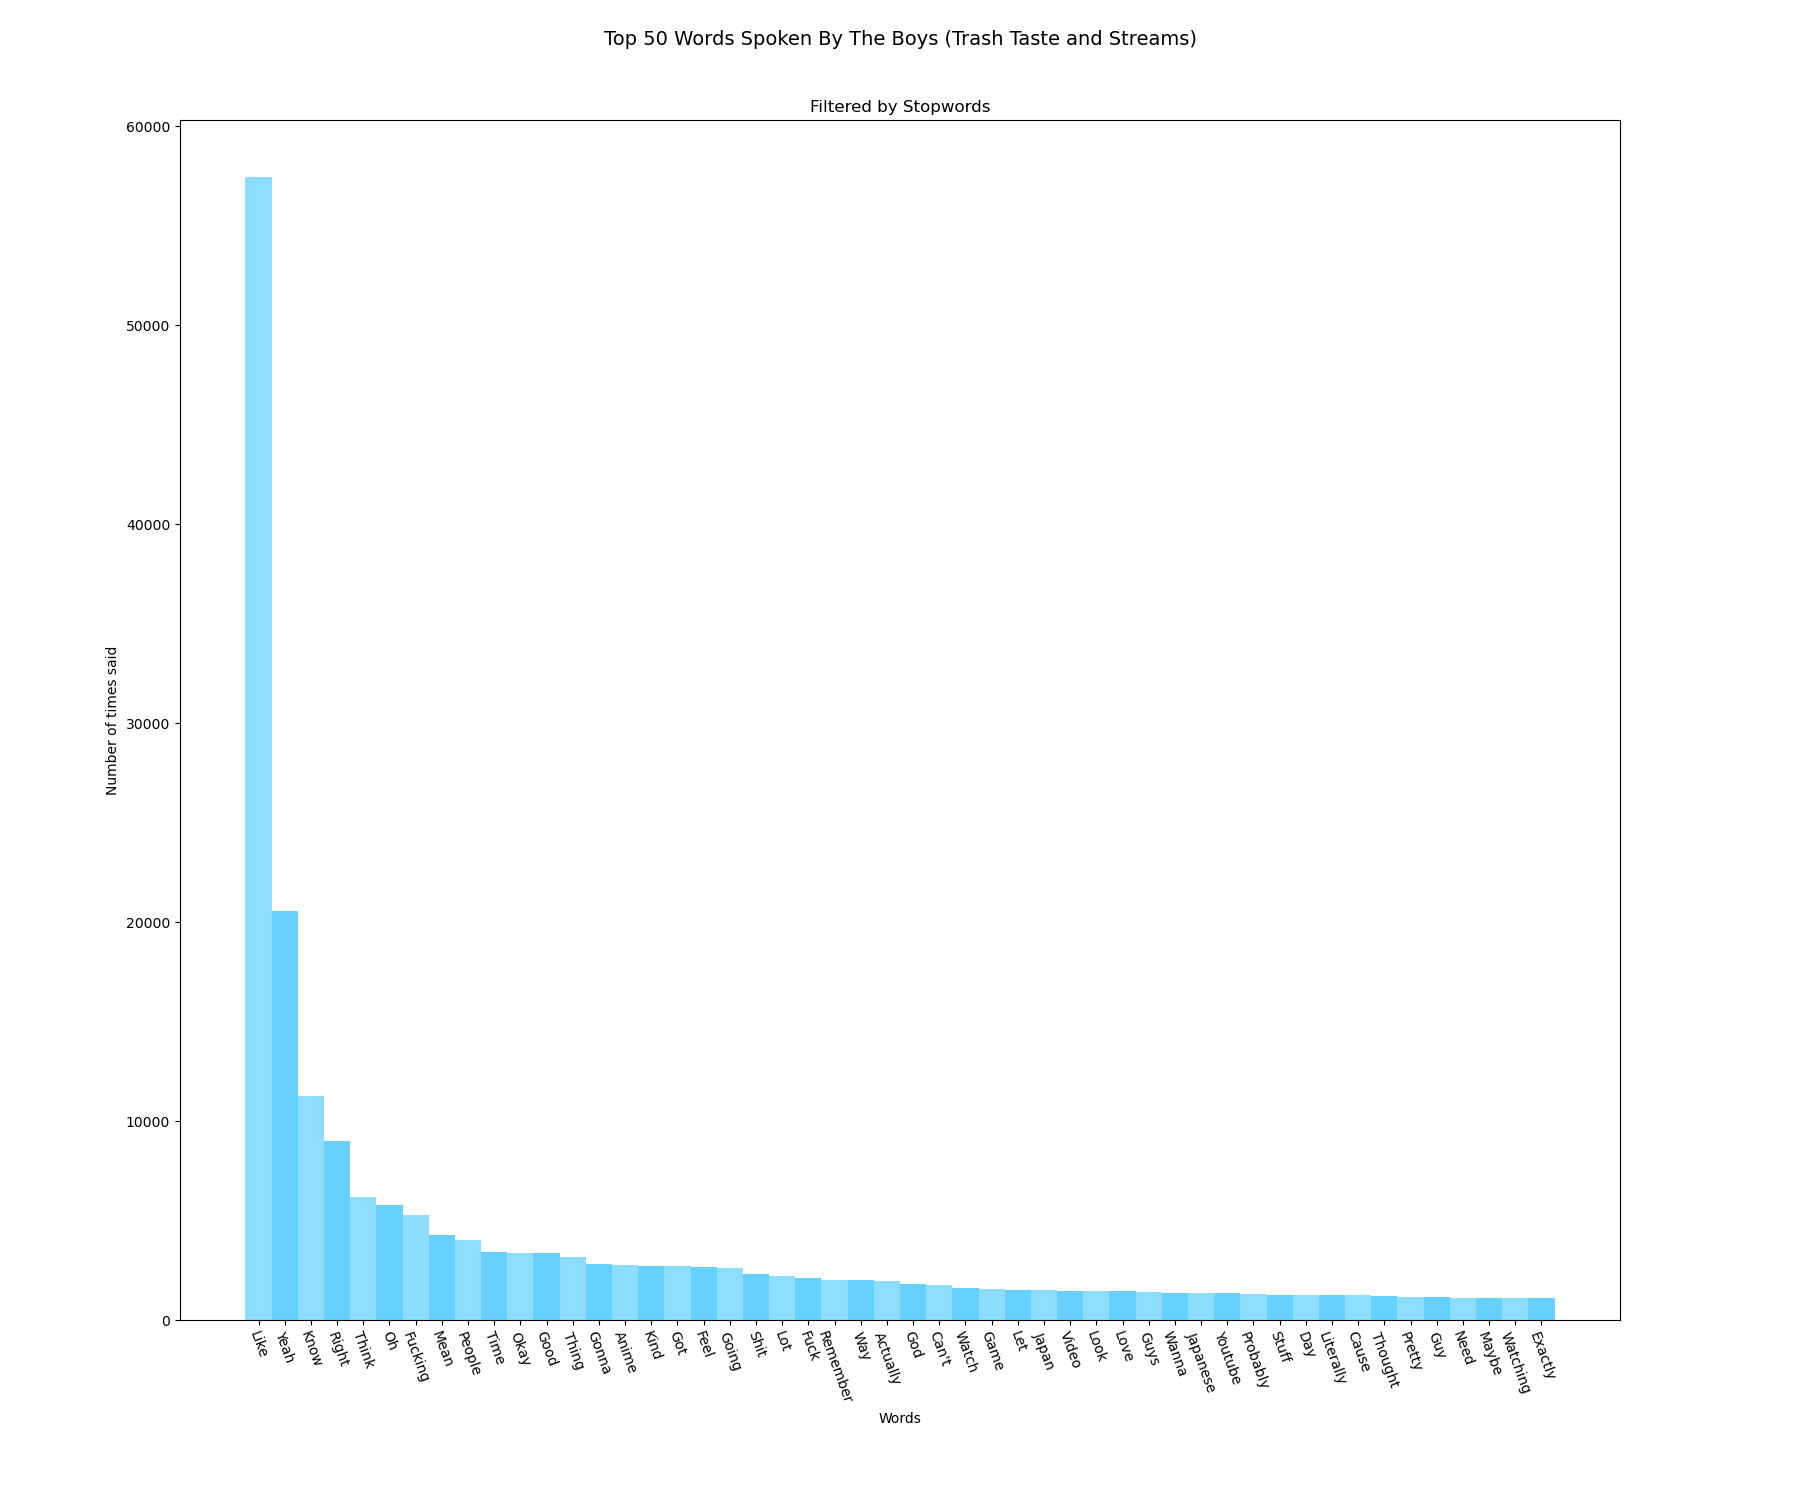 Top 50 Words Spoken By The Boys (Trash Taste and Streams)
Filtered by Stopwords
60000
50000
40000
30000
20000
10000
0
Number of times said
Like
Yeah
Know
Right
Think
Oh
Fucking
Mean
People
Time
Okay
Good
Thing
Gonna
Anime
Kind
Got
Feel
Going
Shit
Lot
Fuck
Remember
Way
Actually
God
Can't
Watch
Game
Let
Japan
Video
Look
Love
Guys
Wanna
Japanese
Youtube
Probably
Stuff
Day
Literally
Cause
Thought
Pretty
Guy
Need
Maybe
Watching
Exactly
Words